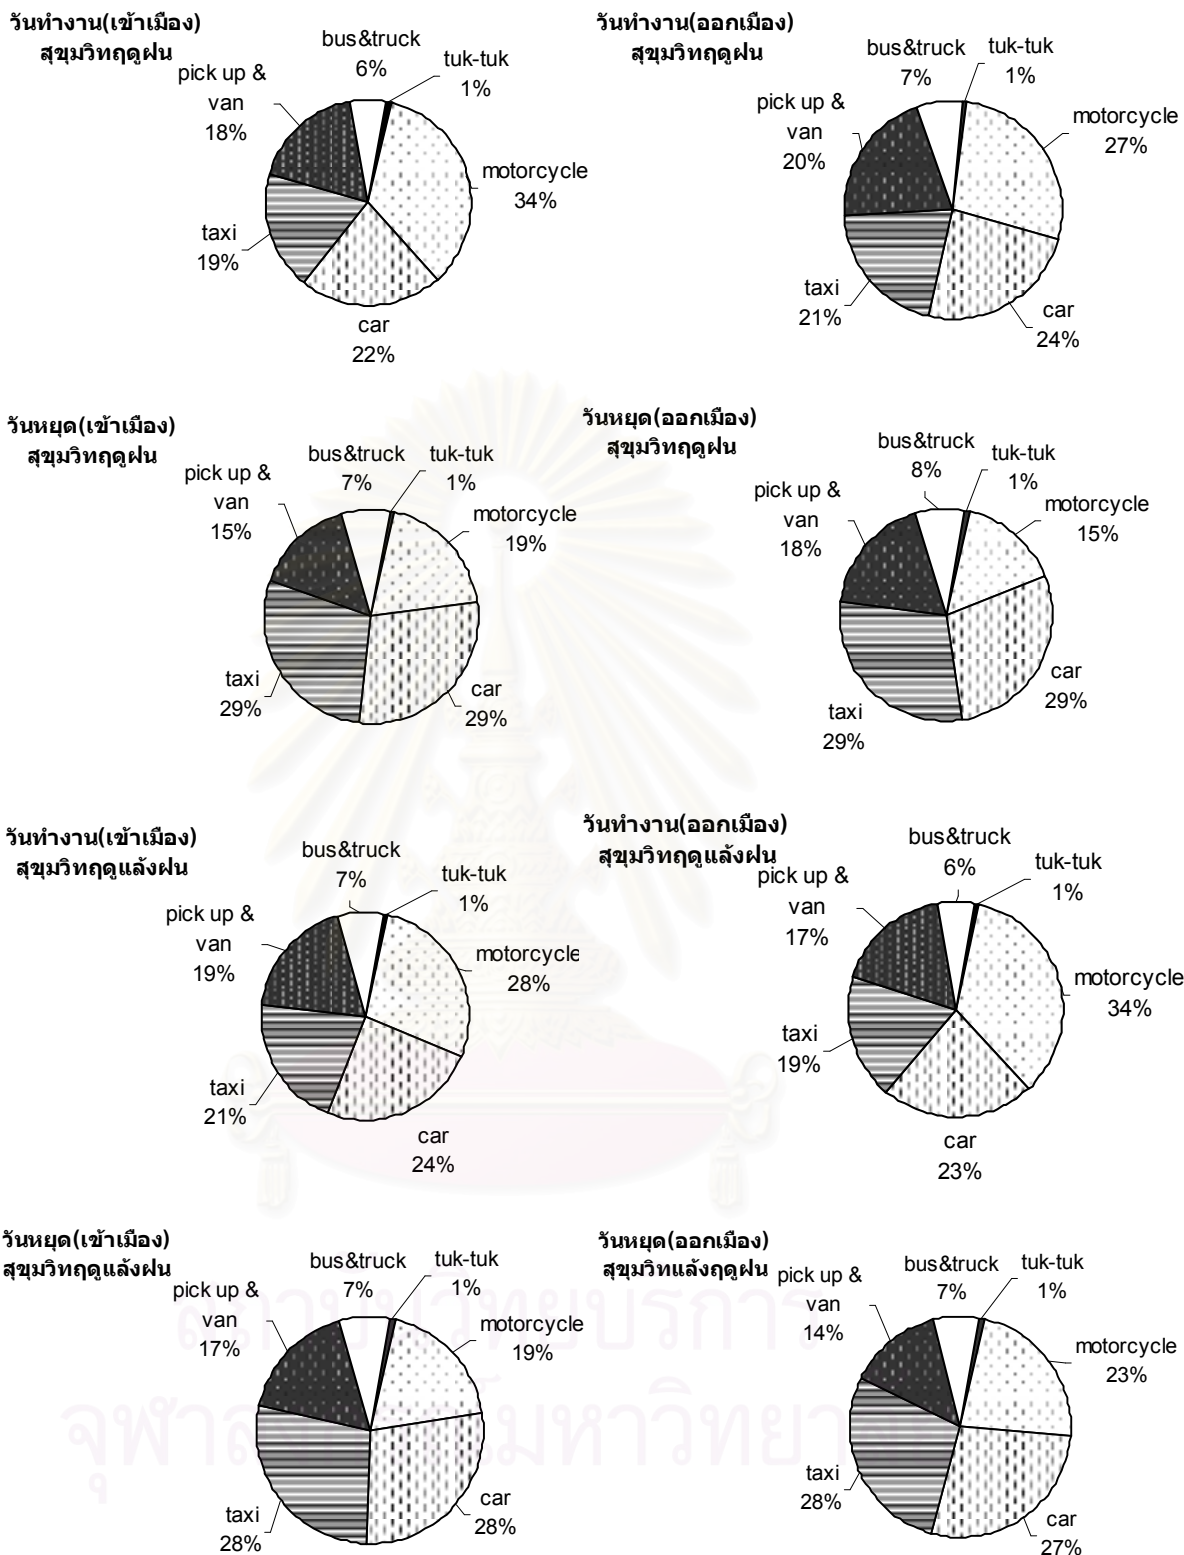 วันทำงาน(เข้าเมือง)
สุขุมวิทฤดูฝน
bus&truck
6%
tuk-tuk
1%
pick up &
van
18%
motorcycle
34%
taxi
19%
car
22%
วันทำงาน(ออกเมือง)
สุขุมวิทฤดูฝน
bus&truck
7%
tuk-tuk
1%
pick up &
van
20%
motorcycle
27%
taxi
21%
car
24%
วันหยุด(เข้าเมือง)
สุขุมวิทฤดูฝน
bus&truck
7%
tuk-tuk
1%
pick up &
van
15%
motorcycle
19%
taxi
29%
car
29%
วันหยุด(ออกเมือง)
สุขุมวิทฤดูฝน
bus&truck
8%
tuk-tuk
1%
pick up &
van
18%
motorcycle
15%
taxi
29%
car
29%
วันทำงาน(เข้าเมือง)
สุขุมวิทฤดูแล้งฝน
bus&truck
7%
tuk-tuk
1%
pick up &
van
19%
motorcycle
28%
taxi
21%
car
24%
วันทำงาน(ออกเมือง)
สุขุมวิทฤดูแล้งฝน
bus&truck
6%
tuk-tuk
1%
pick up &
van
17%
motorcycle
34%
taxi
19%
car
23%
วันหยุด(เข้าเมือง)
สุขุมวิทฤดูแล้งฝน
bus&truck
7%
tuk-tuk
1%
pick up &
van
17%
motorcycle
19%
taxi
28%
car
28%
วันหยุด(ออกเมือง)
สุขุมวิทแล้งฤดูฝน
bus&truck
7%
tuk-tuk
1%
pick up &
van
14%
motorcycle
23%
taxi
28%
car
27%
สถาบันวิทยบริการ